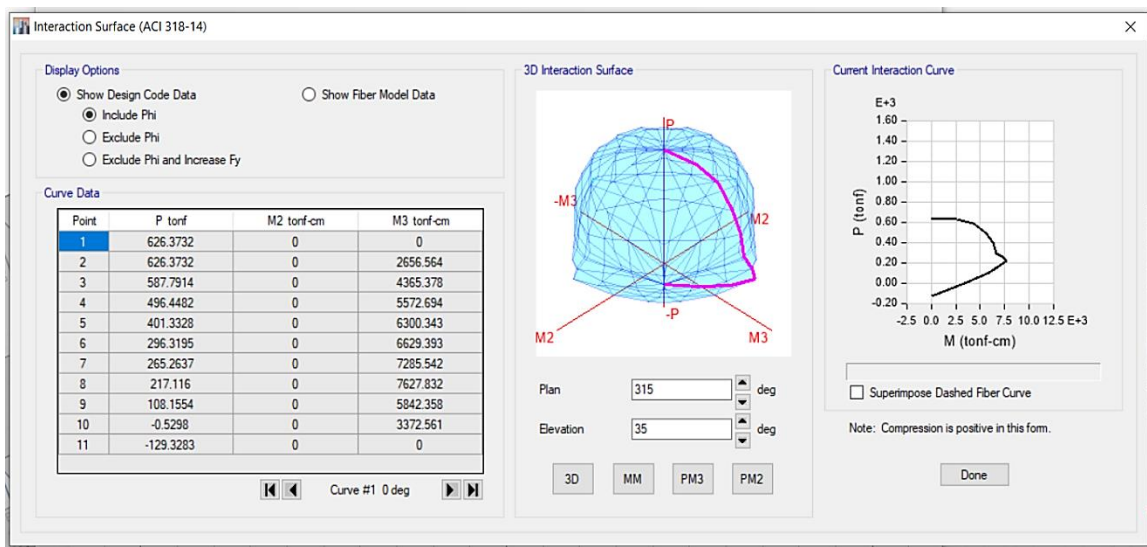 Interaction Surface (ACI 318-14)
Display Options
Show Design Code Data Show Fiber Model Data
Include Phi
Exclude Phi
Exclude Phi and Increase Fy
Curve Data
Point P tonf M2 tonf-cm M3 tonf-cm
1 626.3732 0 0
2 626.3732 0 2656.564
3 587.7914 0 4365.378
4 496.4482 0 5572.694
5 401.3328 0 6300.343
6 296.3195 0 6629.393
7 265.2637 0 7285.542
8 217.116 0 7627.832
9 108.1554 0 5842.358
10 -0.5298 0 3372.561
11 -129.3283 0 0
Curve #1 0 deg
3D Interaction Surface
P
-M3
M2
-P
M2 M3
Plan 315 deg
Elevation 35 deg
3D MM PM3 PM2
Current Interaction Curve
E+3
1.60
1.40
1.20
1.00
0.80
0.60
0.40
0.20
0.00
-0.20
P (tonf)
-2.5 0.0 2.5 5.0 7.5 10.0 12.5 E+3
M (tonf-cm)
Superimpose Dashed Fiber Curve
Note: Compression is positive in this form.
Done